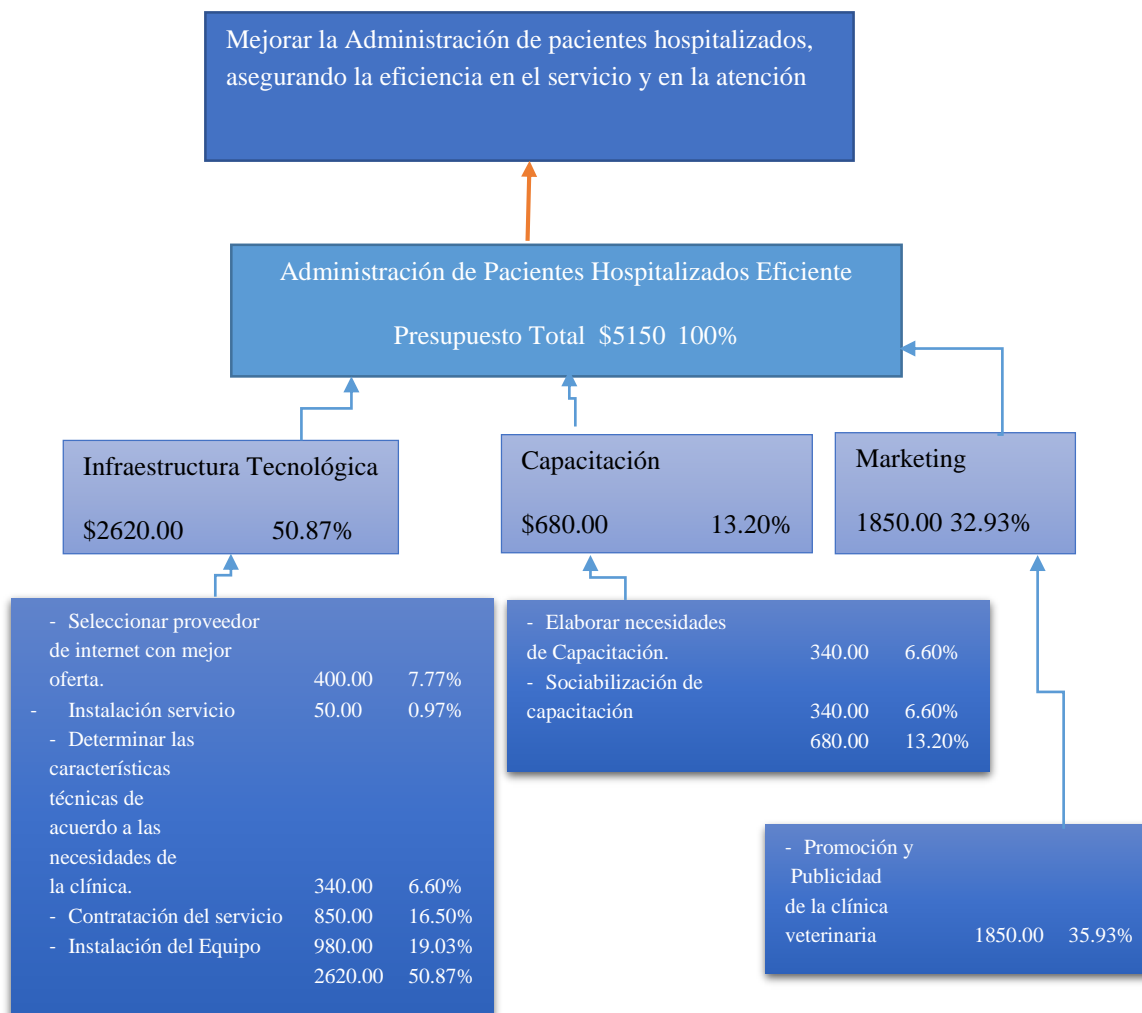 Mejorar la Administración de pacientes hospitalizados,
asegurando la eficiencia en el servicio y en la atención
Administración de Pacientes Hospitalizados Eficiente
Presupuesto Total $5150 100%
Infraestructura Tecnológica
$2620.00 50.87%
Capacitación
$680.00 13.20%
Marketing
1850.00 32.93%
- Seleccionar proveedor
de internet con mejor
oferta. 400.00 7.77%
- Instalación servicio 50.00 0.97%
- Determinar las
características
técnicas de
acuerdo a las
necesidades de
la clínica. 340.00 6.60%
- Contratación del servicio 850.00 16.50%
- Instalación del Equipo 980.00 19.03%
2620.00 50.87%
- Elaborar necesidades
de Capacitación. 340.00 6.60%
- Sociabilización de
capacitación 340.00 6.60%
680.00 13.20%
- Promoción y
Publicidad
de la clínica
veterinaria 1850.00 35.93%